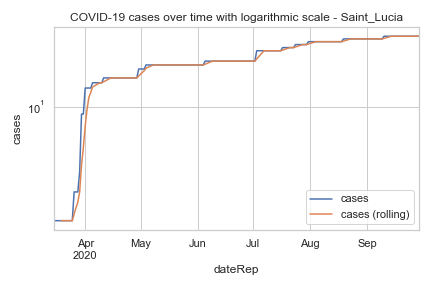 COVID-19 cases over time with logarithmic scale - Saint_Lucia
cases
10¹
cases
cases (rolling)
Apr
2020
May
Jun
Jul
Aug
Sep
dateRep